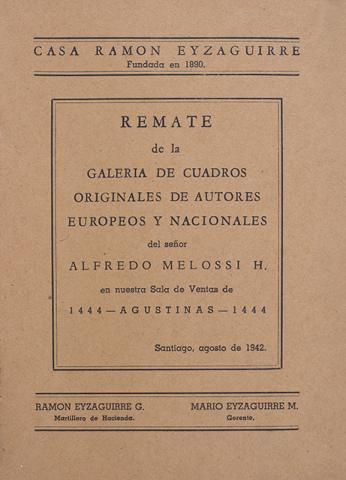 CASA RAMON EYZAGUIRRE
Fundada en 1890.
REMATE
de la
GALERIA DE CUADROS
ORIGINALES DE AUTORES
EUROPEOS Y NACIONALES
del señor
ALFREDO MELOSSI H.
en nuestra Sala de Ventas de
1444 — AGUSTINAS — 1444
Santiago, agosto de 1942.
RAMON EYZAGUIRRE G.
Martillero de Hacienda.
MARIO EYZAGUIRRE M.
Gerente.